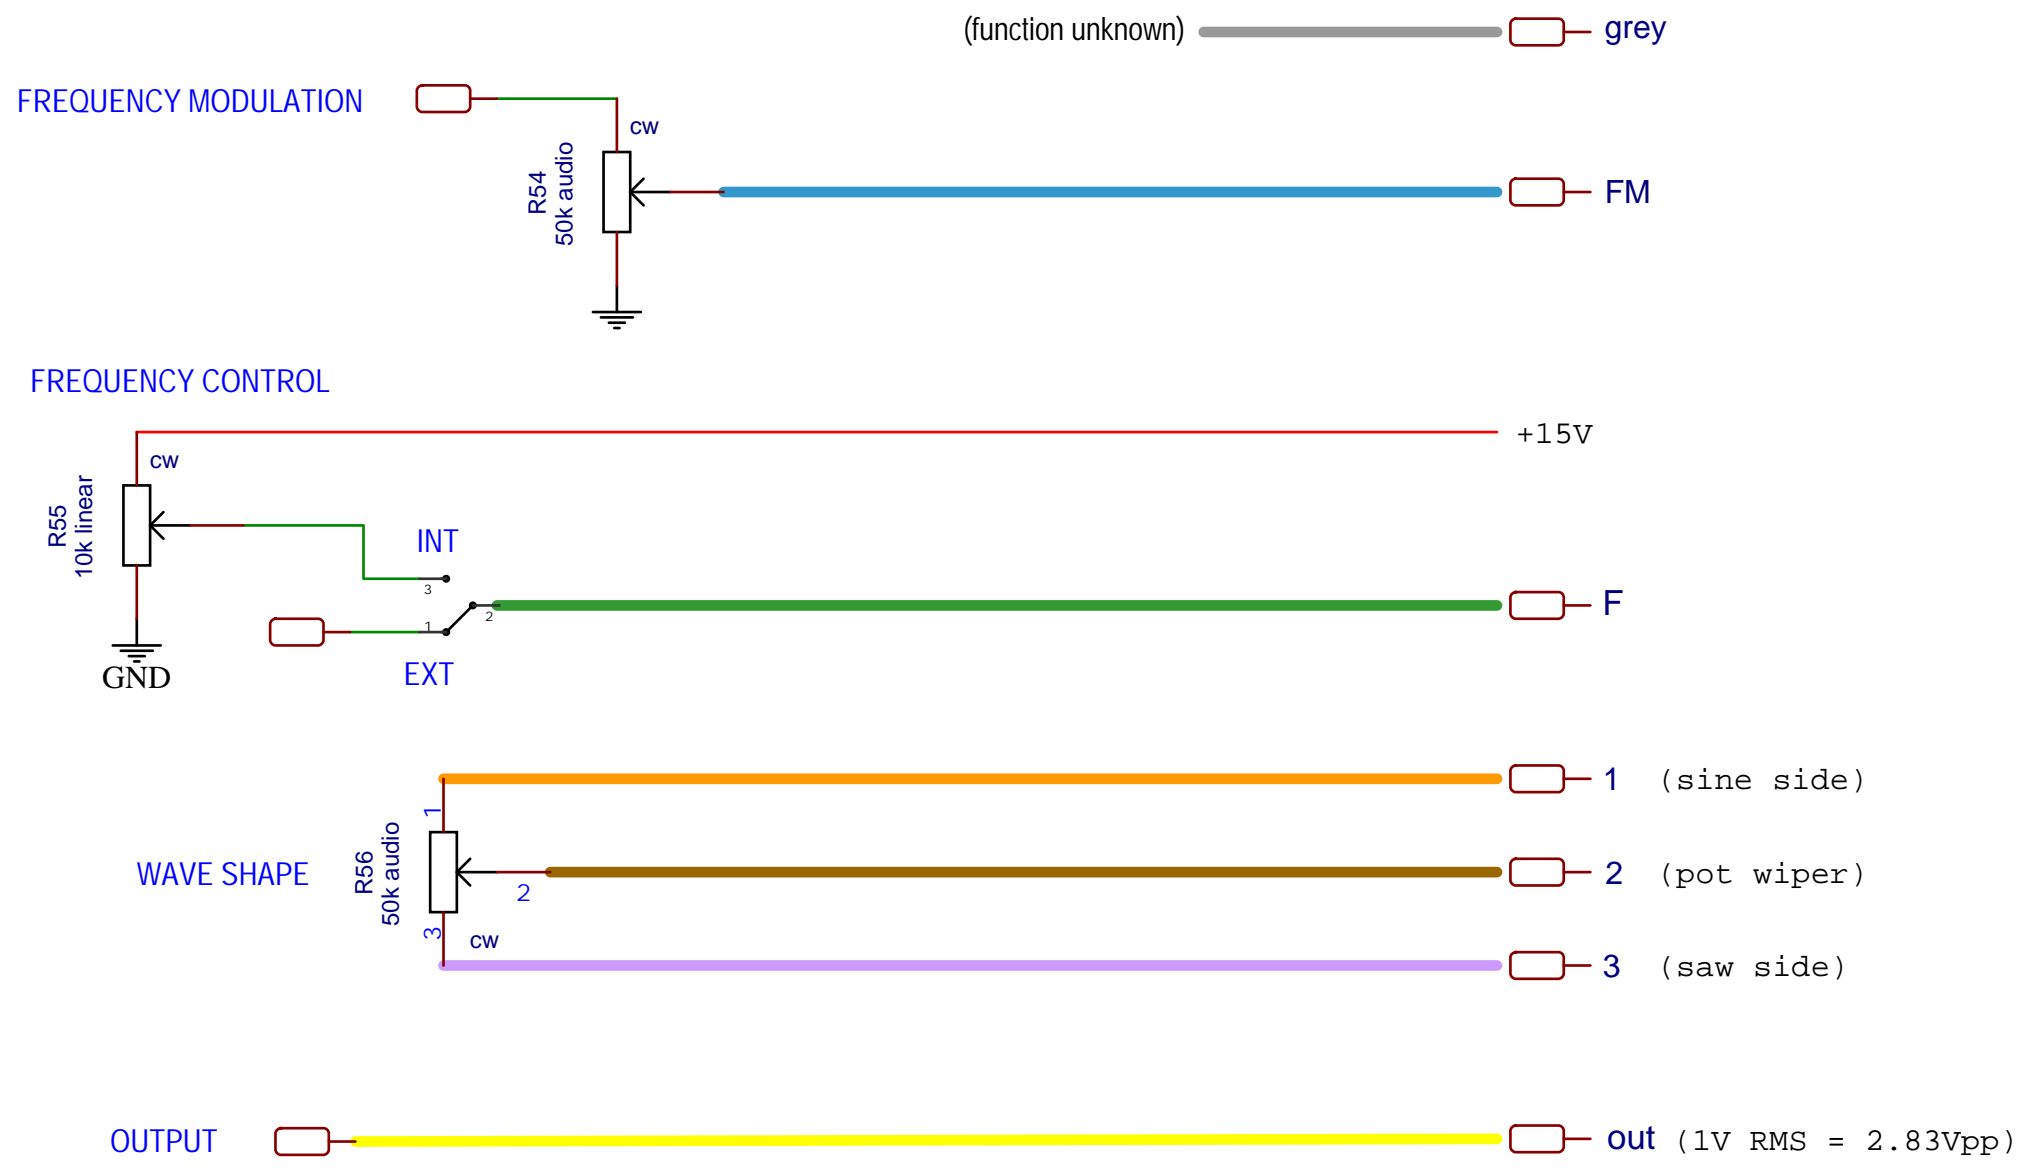 (function unknown) grey
FREQUENCY MODULATION
cw
R54
50k audio
FM
FREQUENCY CONTROL
+15V
cw
R55
10k linear
INT
3
2
F
1
GND
EXT
1 (sine side)
1
R56
50k audio
WAVE SHAPE
2 (pot wiper)
2
3
cw
3 (saw side)
OUTPUT
out (1V RMS = 2.83Vpp)